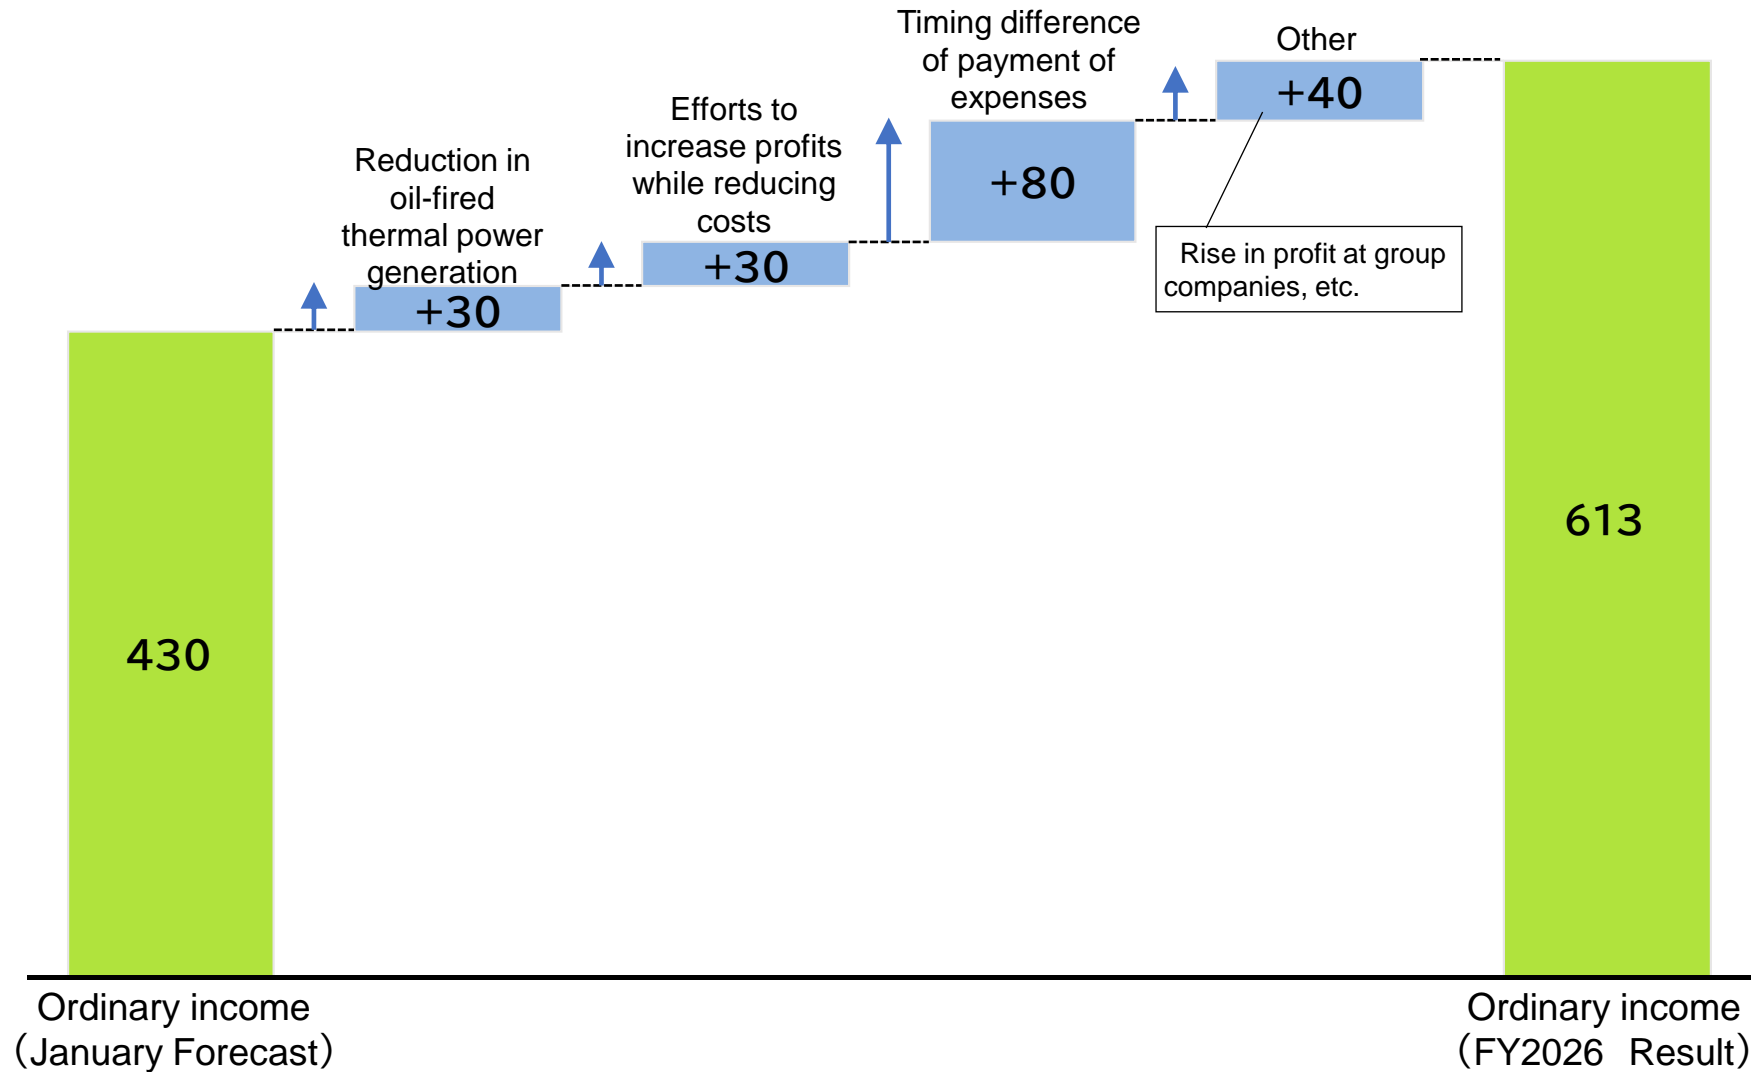 Timing difference
of payment of
expenses
+80
Other
+40
Rise in profit at group
companies, etc.
Efforts to
increase profits
while reducing
costs
+30
Reduction in
oil-fired
thermal power
generation
+30
430
613
Ordinary income
（January Forecast）
Ordinary income
（FY2026　Result）